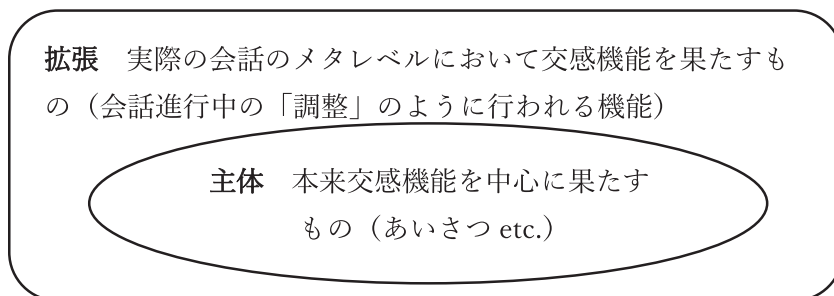 拡張　実際の会話のメタレベルにおいて交感機能を果たすも
の（会話進行中の「調整」のように行われる機能）
主体　本来交感機能を中心に果たす
もの（あいさつ etc.）